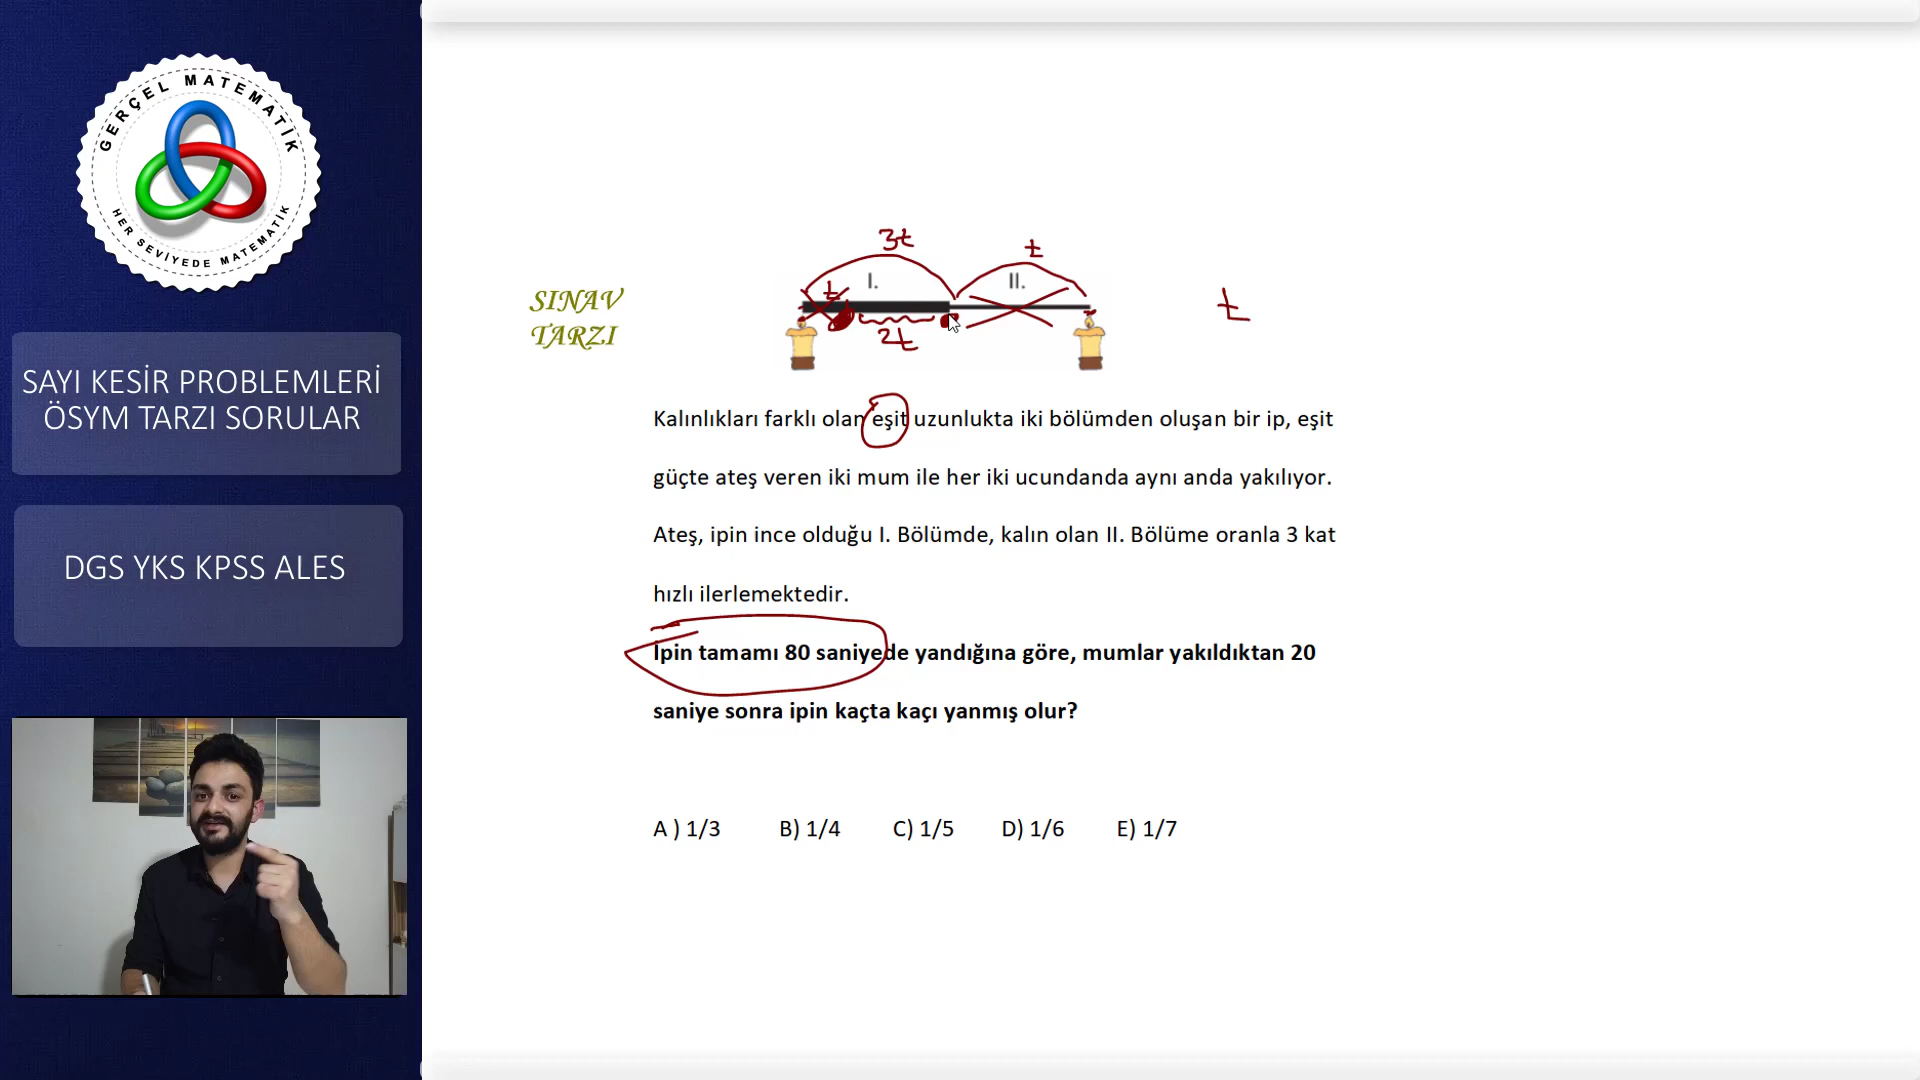 GERÇEL MATEMATİK
HER SEVİYEDE MATEMATİK
SAYI KESİR PROBLEMLERİ
ÖSYM TARZI SORULAR
DGS YKS KPSS ALES
SINAV
TARZI
3t
t
I.
II.
t
t
2t
Kalınlıkları farklı olan eşit uzunlukta iki bölümden oluşan bir ip, eşit
güçte ateş veren iki mum ile her iki ucundanda aynı anda yakılıyor.
Ateş, ipin ince olduğu I. Bölümde, kalın olan II. Bölüme oranla 3 kat
hızlı ilerlemektedir.
İpin tamamı 80 saniyede yandığına göre, mumlar yakıldıktan 20
saniye sonra ipin kaçta kaçı yanmış olur?
A ) 1/3 B) 1/4 C) 1/5 D) 1/6 E) 1/7